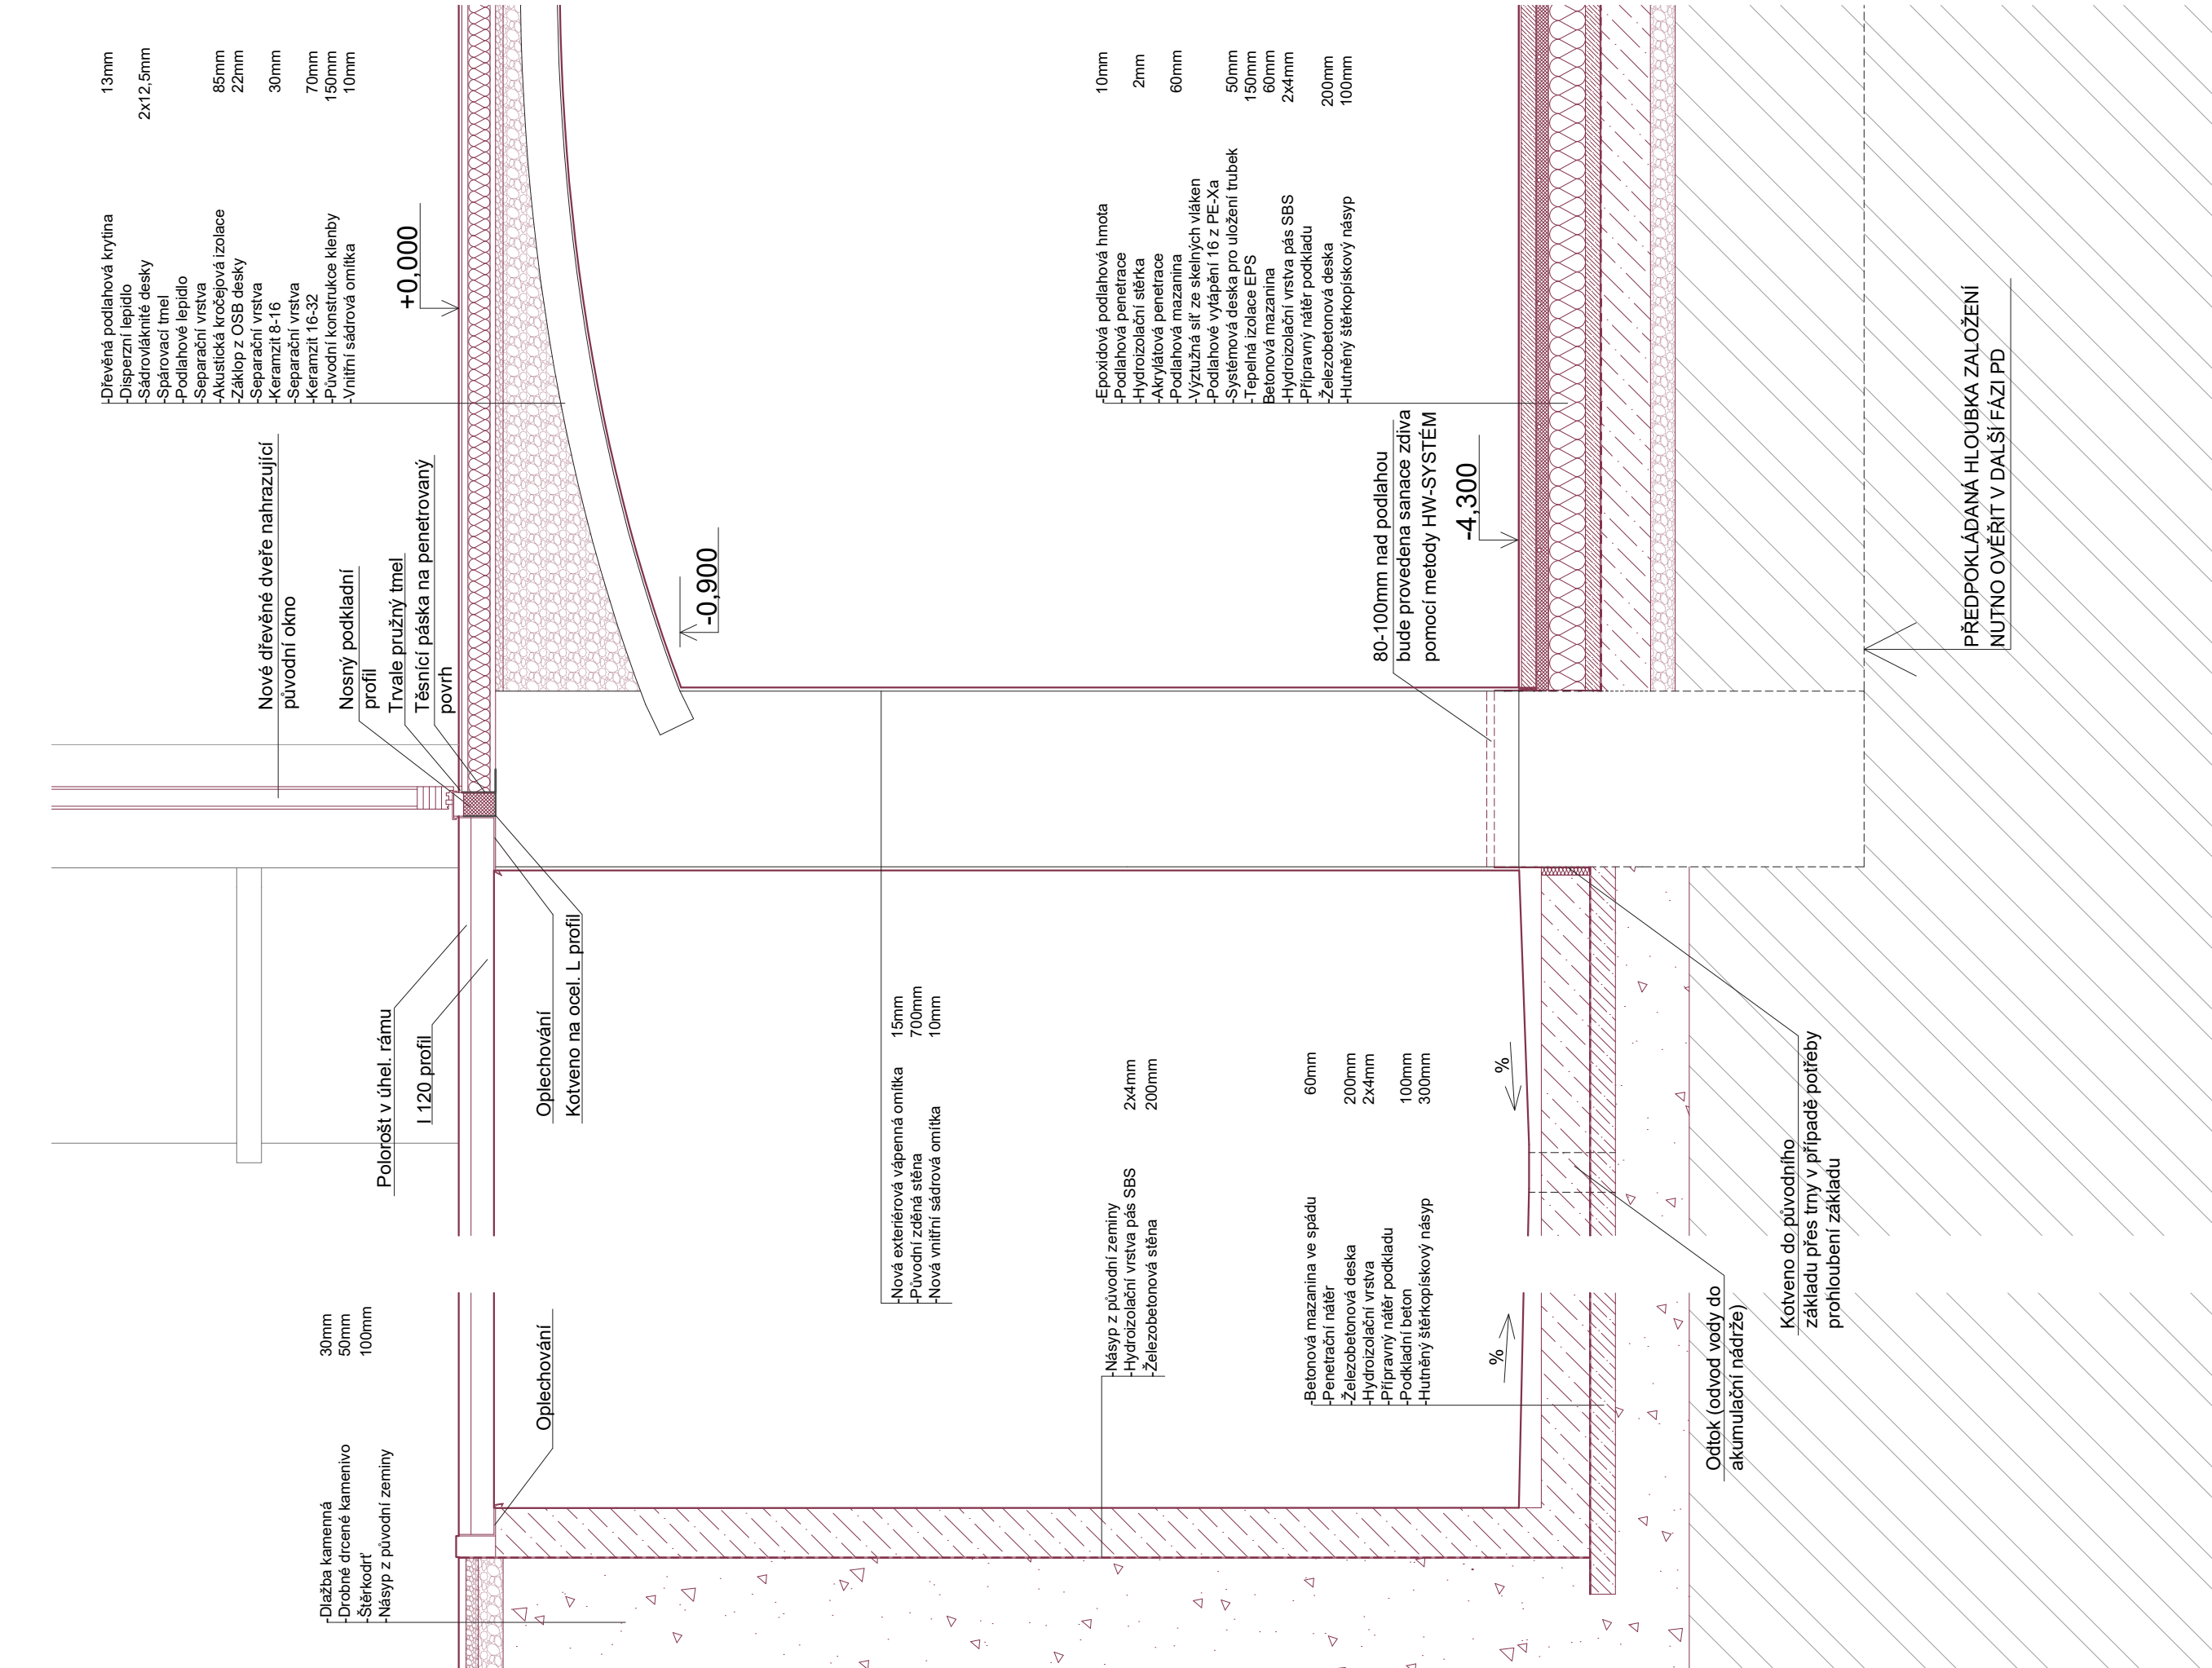 -Dřevěná podlahová krytina 13mm
-Disperzní lepidlo
-Sádrovláknité desky 2x12,5mm
-Spárovací tmel
-Podlahové lepidlo
-Separační vrstva
-Akustická kročejová izolace 85mm
-Záklop z OSB desky 22mm
-Separační vrstva
-Keramzit 8-16 30mm
-Separační vrstva
-Keramzit 16-32 70mm
-Původní konstrukce klenby 150mm
-Vnitřní sádrová omítka 10mm
Nové dřevěné dveře nahrazující
původní okno
Nosný podkladní
profil
Trvale pružný tmel
Těsnící páska na penetrovaný
povrh
+0,000
-Dlažba kamenná 30mm
-Drobné drcené kamenivo 50mm
-Štěrkodrť 100mm
-Násyp z původní zeminy
Pororošt v úhel. rámu
I 120 profil
Oplechování
Oplechování
Kotveno na ocel. L profil
-0,900
-Nová exteriérová vápenná omítka 15mm
-Původní zděná stěna 700mm
-Nová vnitřní sádrová omítka 10mm
-Násyp z původní zeminy
-Hydroizolační vrstva pás SBS 2x4mm
-Železobetonová stěna 200mm
-Epoxidová podlahová hmota 10mm
-Podlahová penetrace
-Hydroizolační stěrka 2mm
-Akrylátová penetrace
-Podlahová mazanina 60mm
-Výztužná síť ze skelných vláken
-Podlahové vytápění 16 z PE-Xa
-Systémová deska pro uložení trubek 50mm
-Tepelná izolace EPS 150mm
Betonová mazanina 60mm
-Hydroizolační vrstva pás SBS 2x4mm
-Přípravný nátěr podkladu
-Železobetonová deska 200mm
-Hutněný štěrkopískový násyp 100mm
-Betonová mazanina ve spádu 60mm
-Penetrační nátěr
-Železobetonová deska 200mm
-Hydroizolační vrstva 2x4mm
-Přípravný nátěr podkladu
-Podkladní beton 100mm
-Hutněný štěrkopískový násyp 300mm
80-100mm nad podlahou
bude provedena sanace zdiva
pomocí metody HW-SYSTÉM
-4,300
%
%
Odtok (odvod vody do
akumulační nádrže)
Kotveno do původního
základu přes trny v případě potřeby
prohloubení základu
PŘEDPOKLÁDANÁ HLOUBKA ZALOŽENÍ
NUTNO OVĚŘIT V DALŠÍ FÁZI PD